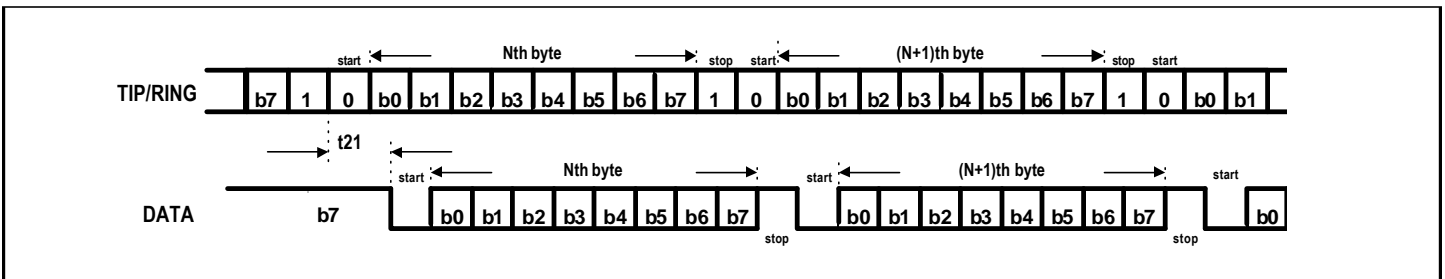 start Nth byte stop start (N+1)th byte stop start
TIP/RING b7 1 0 b0 b1 b2 b3 b4 b5 b6 b7 1 0 b0 b1 b2 b3 b4 b5 b6 b7 1 0 b0 b1
t21
start Nth byte start (N+1)th byte start
DATA b7 b0 b1 b2 b3 b4 b5 b6 b7 b0 b1 b2 b3 b4 b5 b6 b7 b0
stop stop